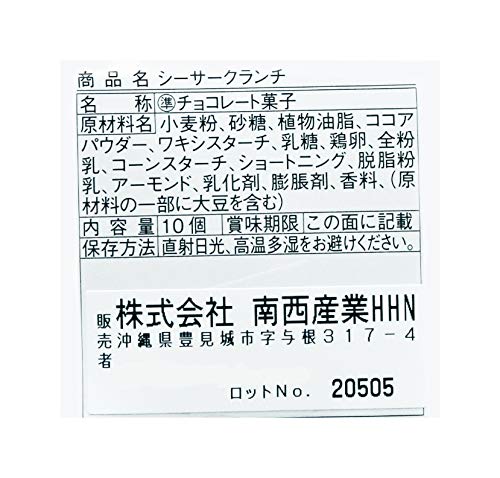 商品名 シーサークランチ
名称 ㊟チョコレート菓子
原材料名 小麦粉、砂糖、植物油脂、ココア
パウダー、ワキシスターチ、乳糖、鶏卵、全粉
乳、コーンスターチ、ショートニング、脱脂粉
乳、アーモンド、乳化剤、膨脹剤、香料、(原
材料の一部に大豆を含む)
内容量 10個 賞味期限 この面に記載
保存方法 直射日光、高温多湿をお避けください。
販売者 株式会社 南西産業HHN
沖縄県豊見城市字与根317-4
ロットNo. 20505